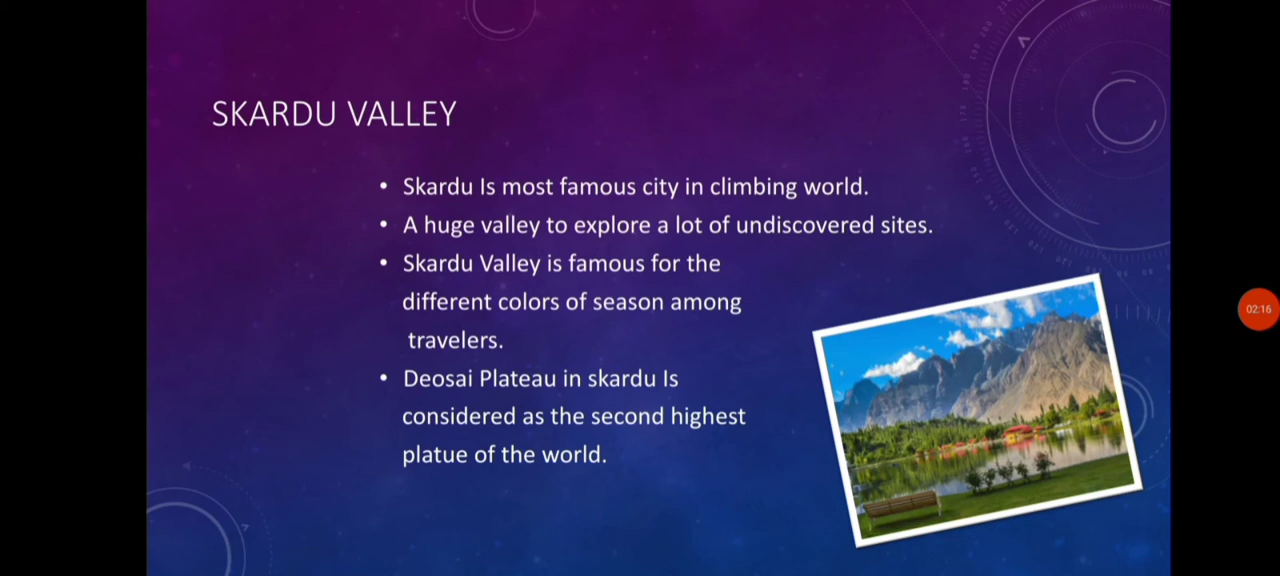 SKARDU VALLEY
• Skardu Is most famous city in climbing world.
• A huge valley to explore a lot of undiscovered sites.
• Skardu Valley is famous for the
different colors of season among
travelers.
• Deosai Plateau in skardu Is
considered as the second highest
platue of the world.
02:16